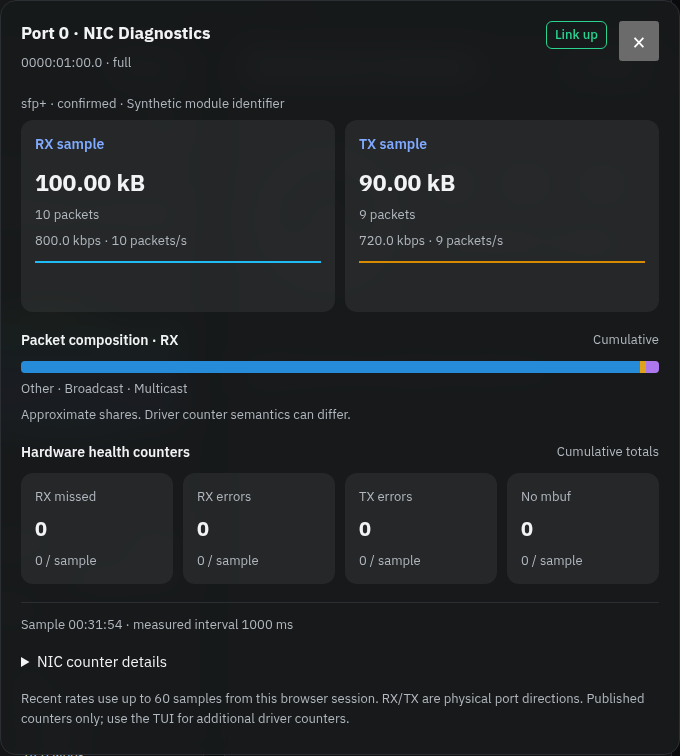 Port 0 · NIC Diagnostics
Link up
×
0000:01:00.0 · full
sfp+ · confirmed · Synthetic module identifier
RX sample
100.00 kB
10 packets
800.0 kbps · 10 packets/s
TX sample
90.00 kB
9 packets
720.0 kbps · 9 packets/s
Packet composition · RX
Cumulative
Other · Broadcast · Multicast
Approximate shares. Driver counter semantics can differ.
Hardware health counters
Cumulative totals
RX missed
0
0 / sample
RX errors
0
0 / sample
TX errors
0
0 / sample
No mbuf
0
0 / sample
Sample 00:31:54 · measured interval 1000 ms
▶ NIC counter details
Recent rates use up to 60 samples from this browser session. RX/TX are physical port directions. Published
counters only; use the TUI for additional driver counters.